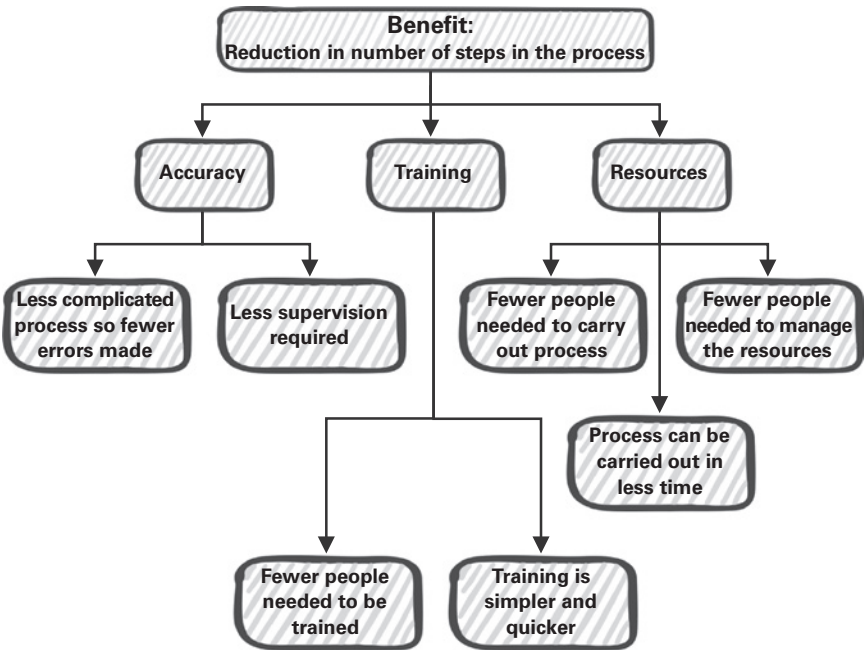 Benefit:
Reduction in number of steps in the process
Accuracy
Training
Resources
Less complicated
process so fewer
errors made
Less supervision
required
Fewer people
needed to carry
out process
Fewer people
needed to manage
the resources
Process can be
carried out in
less time
Fewer people
needed to be
trained
Training is
simpler and
quicker